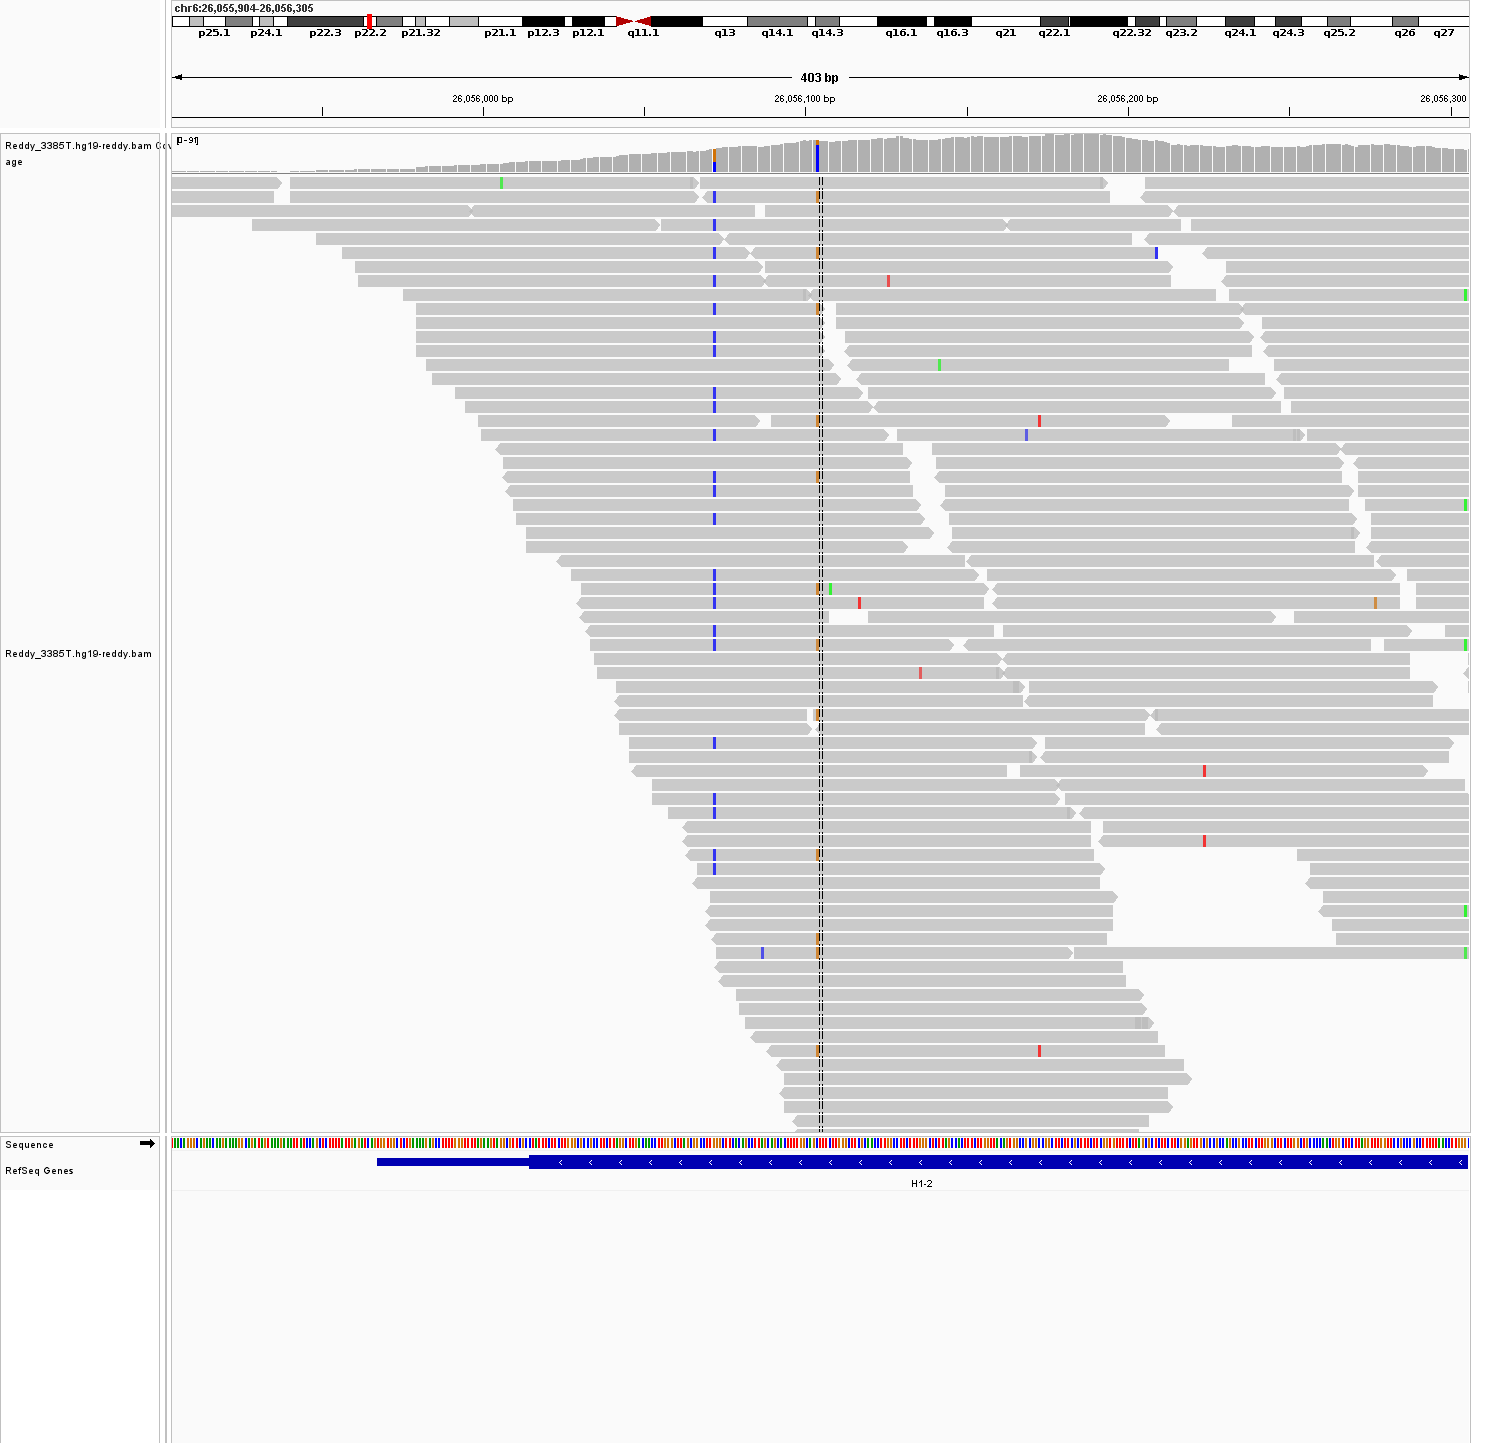 chr6:26,055,904-26,056,305
p25.1 p24.1 p22.3 p22.2 p21.32 p21.1 p12.3 p12.1 q11.1 q13 q14.1 q14.3 q16.1 q16.3 q21 q22.1 q22.32 q23.2 q24.1 q24.3 q25.2 q26 q27
403 bp
26,056,000 bp 26,056,100 bp 26,056,200 bp 26,056,300
Reddy_3385T.hg19-reddy.bam Cov
age
[0-91]
Reddy_3385T.hg19-reddy.bam
Sequence
RefSeq Genes
H1-2